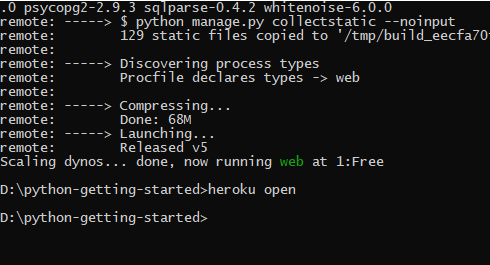 .0 psycopg2-2.9.3 sqlparse-0.4.2 whitenoise-6.0.0
remote: -----> $ python manage.py collectstatic --noinput
remote:        129 static files copied to '/tmp/build_eecfa70
remote:
remote: -----> Discovering process types
remote:        Procfile declares types -> web
remote:
remote: -----> Compressing...
remote:        Done: 68M
remote: -----> Launching...
remote:        Released v5
Scaling dynos... done, now running web at 1:Free
D:\python-getting-started>heroku open
D:\python-getting-started>